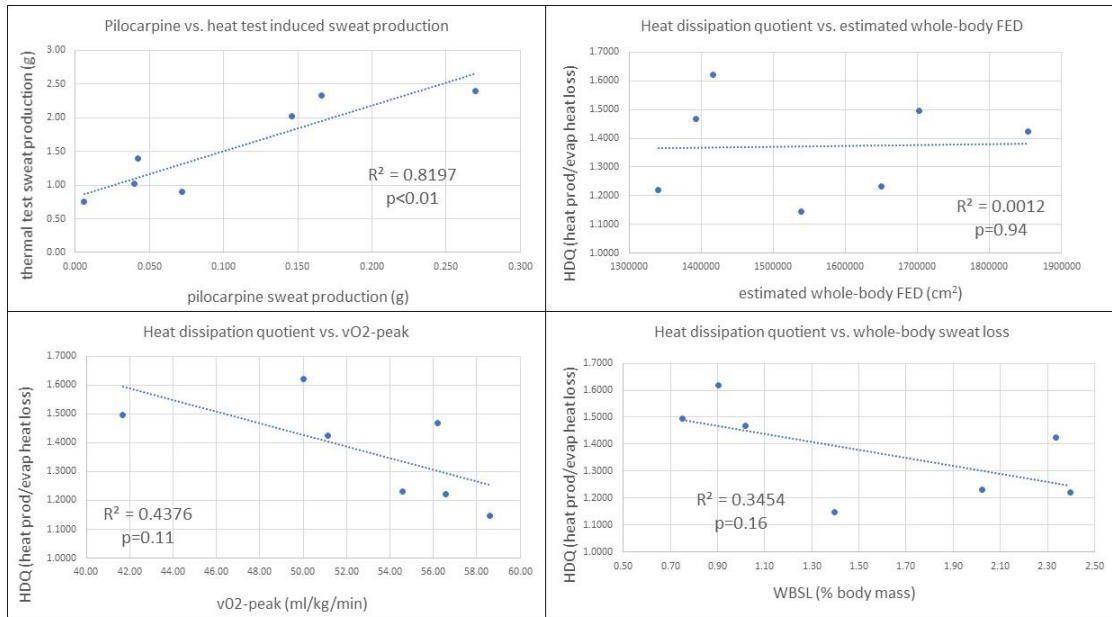 Pilocarpine vs. heat test induced sweat production
thermal test sweat production (g)
3.00
2.50
2.00
1.50
1.00
0.50
0.00
R² = 0.8197
p<0.01
0.000 0.050 0.100 0.150 0.200 0.250 0.300
pilocarpine sweat production (g)
Heat dissipation quotient vs. estimated whole-body FED
HDQ (heat prod/evap heat loss)
1.7000
1.6000
1.5000
1.4000
1.3000
1.2000
1.1000
1.0000
R² = 0.0012
p=0.94
1300000 1400000 1500000 1600000 1700000 1800000 1900000
estimated whole-body FED (cm²)
Heat dissipation quotient vs. vO2-peak
HDQ (heat prod/evap heat loss)
1.7000
1.6000
1.5000
1.4000
1.3000
1.2000
1.1000
1.0000
R² = 0.4376
p=0.11
40.00 42.00 44.00 46.00 48.00 50.00 52.00 54.00 56.00 58.00 60.00
v02-peak (ml/kg/min)
Heat dissipation quotient vs. whole-body sweat loss
HDQ (heat prod/evap heat loss)
1.7000
1.6000
1.5000
1.4000
1.3000
1.2000
1.1000
1.0000
R² = 0.3454
p=0.16
0.50 0.70 0.90 1.10 1.30 1.50 1.70 1.90 2.10 2.30 2.50
WBSL (% body mass)